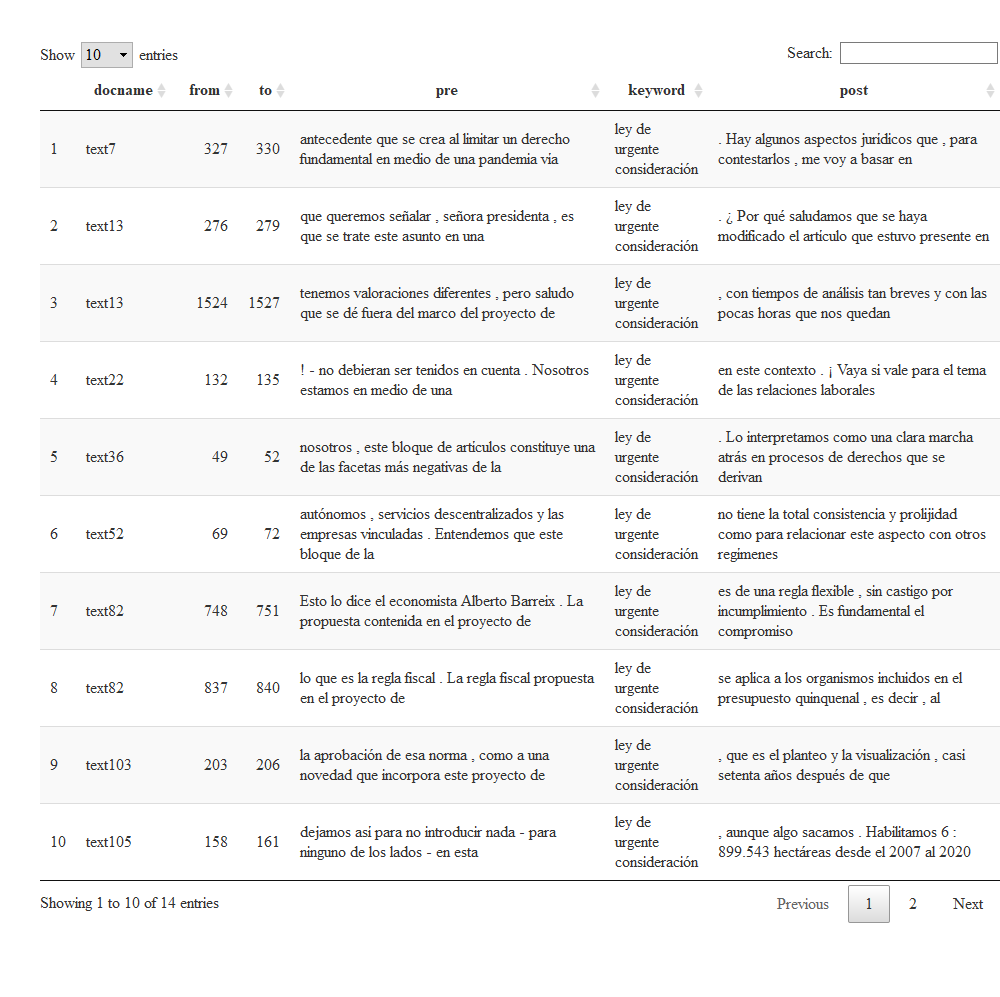 Show 10 entries Search:
docname from to pre keyword post
1 text7 327 330 antecedente que se crea al limitar un derecho fundamental en medio de una pandemia vía ley de urgente consideración . Hay algunos aspectos jurídicos que , para contestarlos , me voy a basar en
2 text13 276 279 que queremos señalar , señora presidenta , es que se trate este asunto en una ley de urgente consideración . ¿ Por qué saludamos que se haya modificado el artículo que estuvo presente en
3 text13 1524 1527 tenemos valoraciones diferentes , pero saludo que se dé fuera del marco del proyecto de ley de urgente consideración , con tiempos de análisis tan breves y con las pocas horas que nos quedan
4 text22 132 135 ! - no debieran ser tenidos en cuenta . Nosotros estamos en medio de una ley de urgente consideración en este contexto . ¡ Vaya si vale para el tema de las relaciones laborales
5 text36 49 52 nosotros , este bloque de artículos constituye una de las facetas más negativas de la ley de urgente consideración . Lo interpretamos como una clara marcha atrás en procesos de derechos que se derivan
6 text52 69 72 autónomos , servicios descentralizados y las empresas vinculadas . Entendemos que este bloque de la ley de urgente consideración no tiene la total consistencia y prolijidad como para relacionar este aspecto con otros regímenes
7 text82 748 751 Esto lo dice el economista Alberto Barreix . La propuesta contenida en el proyecto de ley de urgente consideración es de una regla flexible , sin castigo por incumplimiento . Es fundamental el compromiso
8 text82 837 840 lo que es la regla fiscal . La regla fiscal propuesta en el proyecto de ley de urgente consideración se aplica a los organismos incluidos en el presupuesto quinquenal , es decir , al
9 text103 203 206 la aprobación de esa norma , como a una novedad que incorpora este proyecto de ley de urgente consideración , que es el planteo y la visualización , casi setenta años después de que
10 text105 158 161 dejamos así para no introducir nada - para ninguno de los lados - en esta ley de urgente consideración , aunque algo sacamos . Habilitamos 6 : 899.543 hectáreas desde el 2007 al 2020
Showing 1 to 10 of 14 entries Previous 1 2 Next